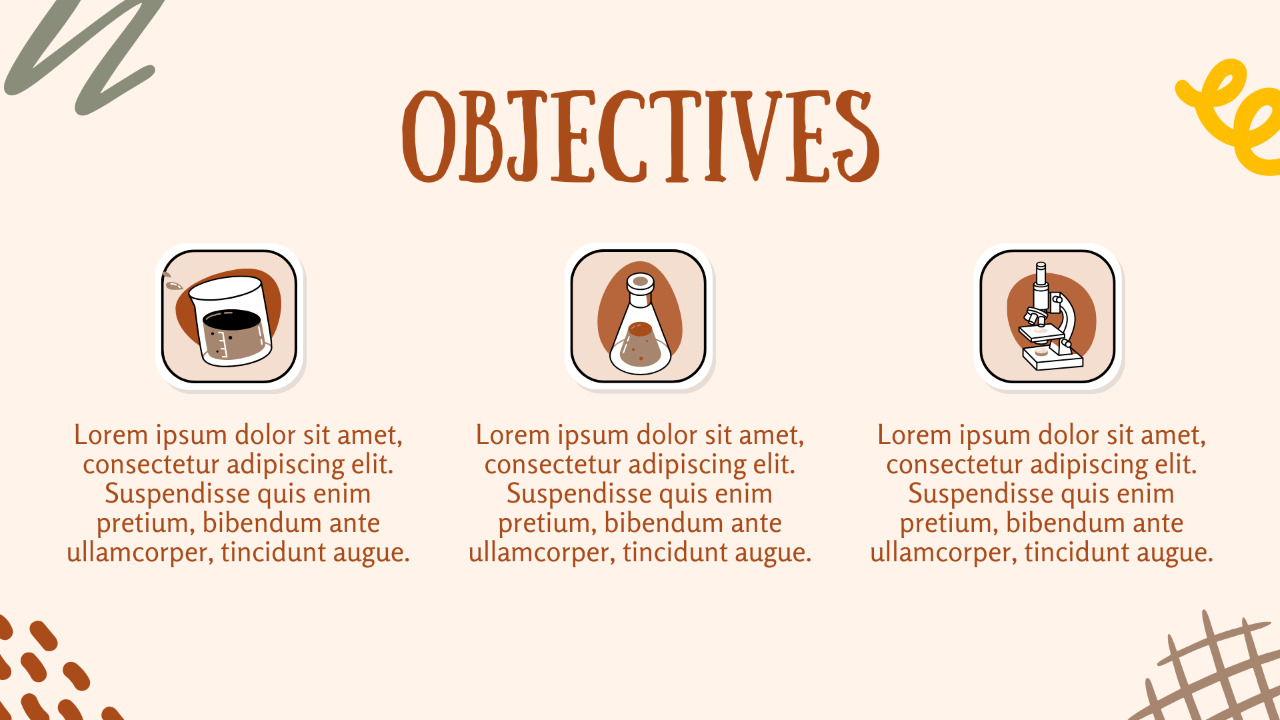 OBJECTIVES
Lorem ipsum dolor sit amet,
consectetur adipiscing elit.
Suspendisse quis enim
pretium, bibendum ante
ullamcorper, tincidunt augue.
Lorem ipsum dolor sit amet,
consectetur adipiscing elit.
Suspendisse quis enim
pretium, bibendum ante
ullamcorper, tincidunt augue.
Lorem ipsum dolor sit amet,
consectetur adipiscing elit.
Suspendisse quis enim
pretium, bibendum ante
ullamcorper, tincidunt augue.